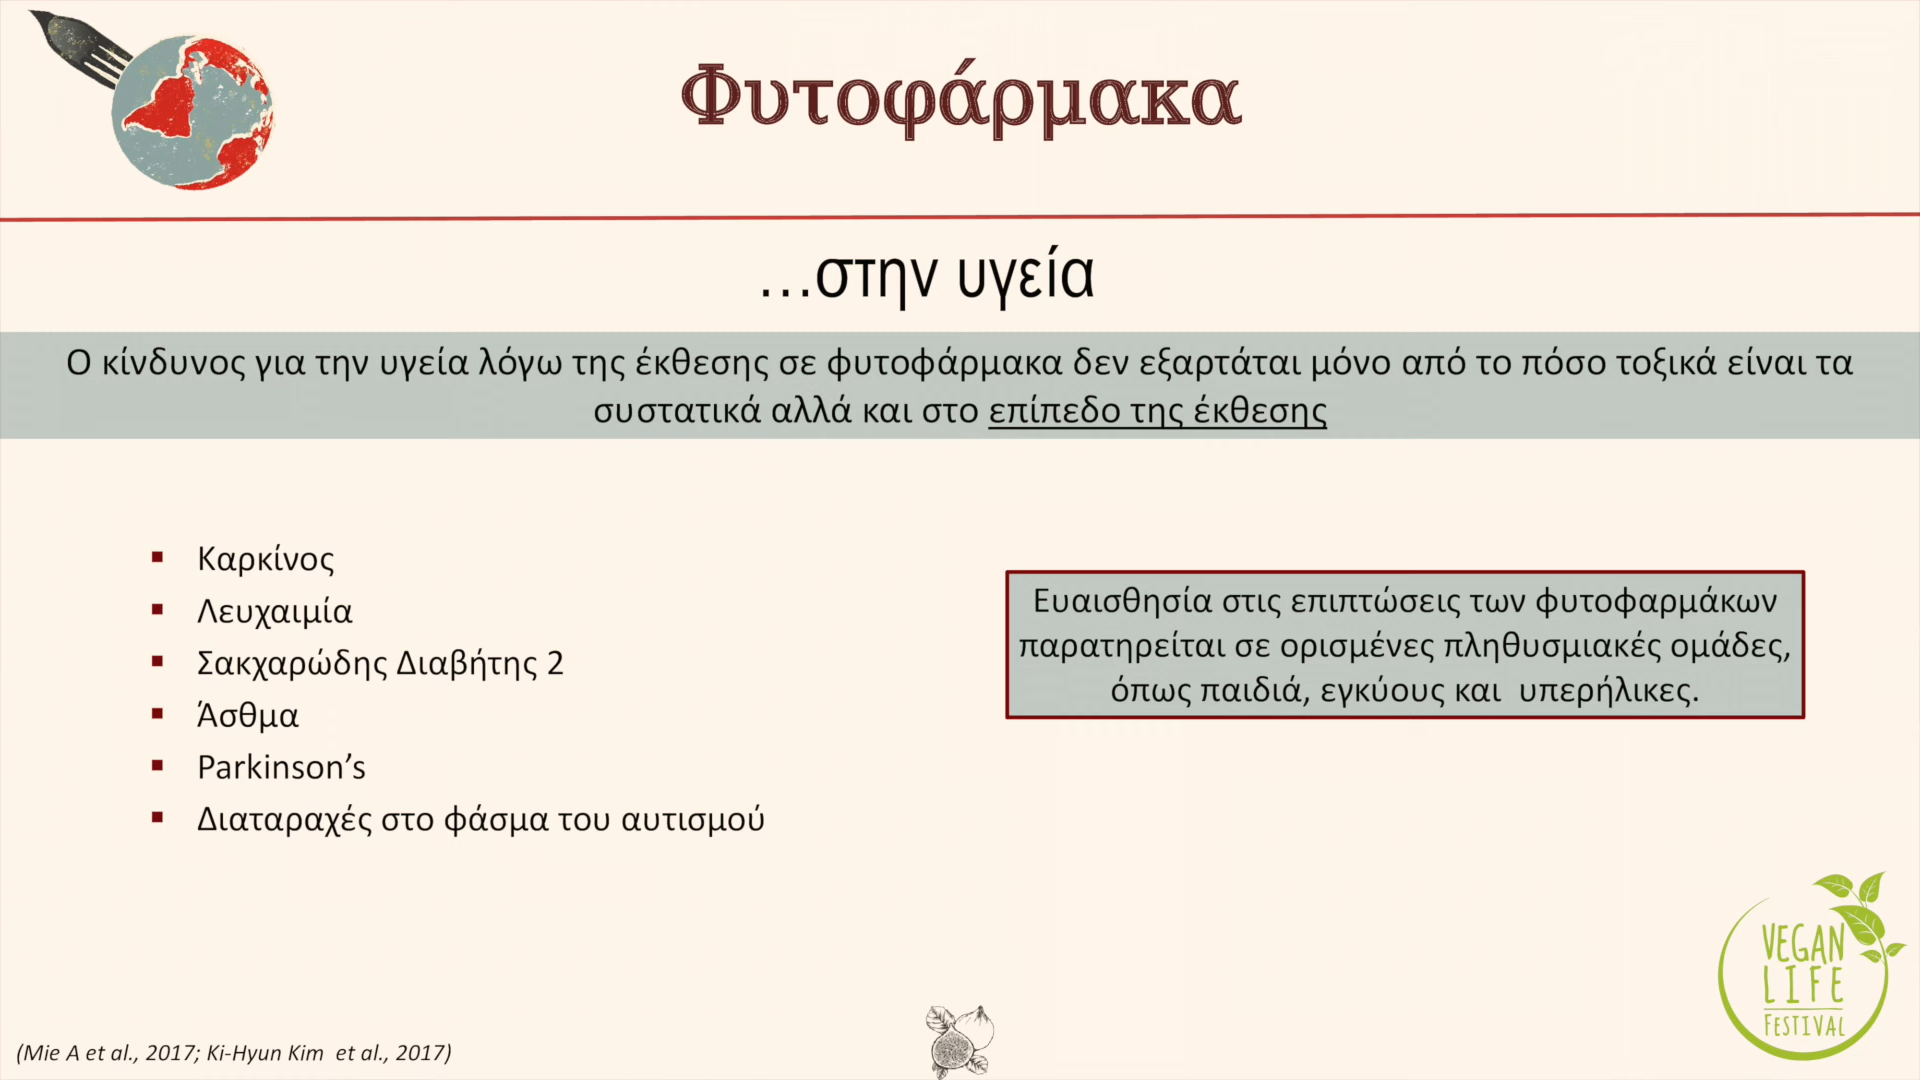 Φυτοφάρμακα
...στην υγεία
Ο κίνδυνος για την υγεία λόγω της έκθεσης σε φυτοφάρμακα δεν εξαρτάται μόνο από το πόσο τοξικά είναι τα
συστατικά αλλά και στο επίπεδο της έκθεσης
▪ Καρκίνος
▪ Λευχαιμία
▪ Σακχαρώδης Διαβήτης 2
▪ Άσθμα
▪ Parkinson’s
▪ Διαταραχές στο φάσμα του αυτισμού
Ευαισθησία στις επιπτώσεις των φυτοφαρμάκων
παρατηρείται σε ορισμένες πληθυσμιακές ομάδες,
όπως παιδιά, εγκύους και υπερήλικες.
VEGAN
LIFE
FESTIVAL
(Mie A et al., 2017; Ki-Hyun Kim et al., 2017)